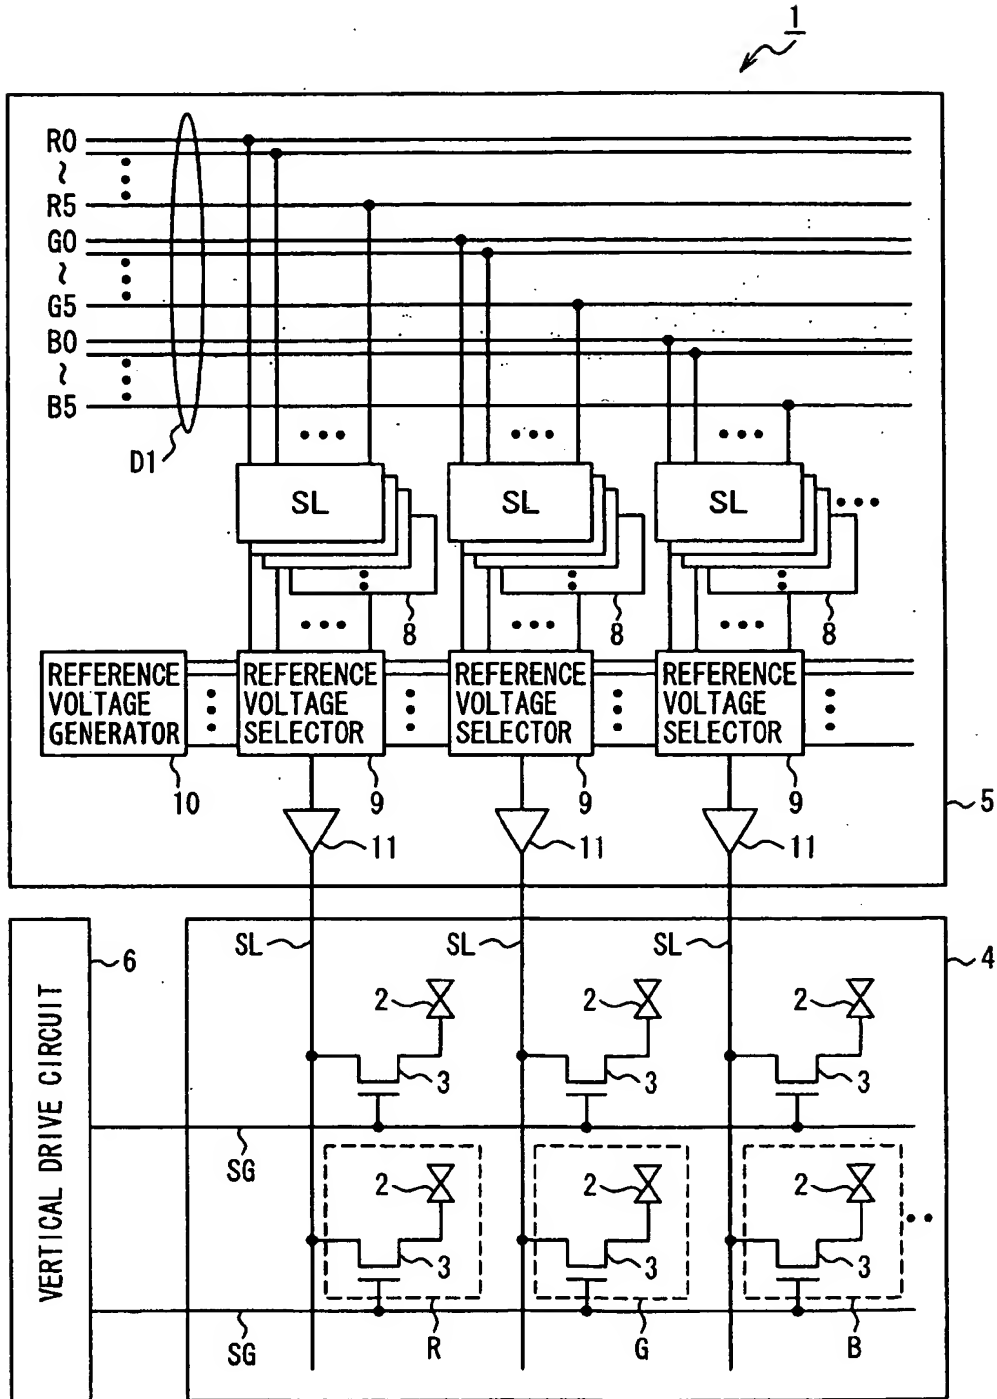 1
R0
~
R5
G0
~
G5
B0
~
B5
D1
SL SL SL
8 8 8
REFERENCE VOLTAGE GENERATOR
REFERENCE VOLTAGE SELECTOR
REFERENCE VOLTAGE SELECTOR
REFERENCE VOLTAGE SELECTOR
10 9 9 9
5
11 11 11
6
SL SL SL
4
VERTICAL DRIVE CIRCUIT
2 2 2
3 3 3
SG
2 2 2
3 3 3
SG R G B